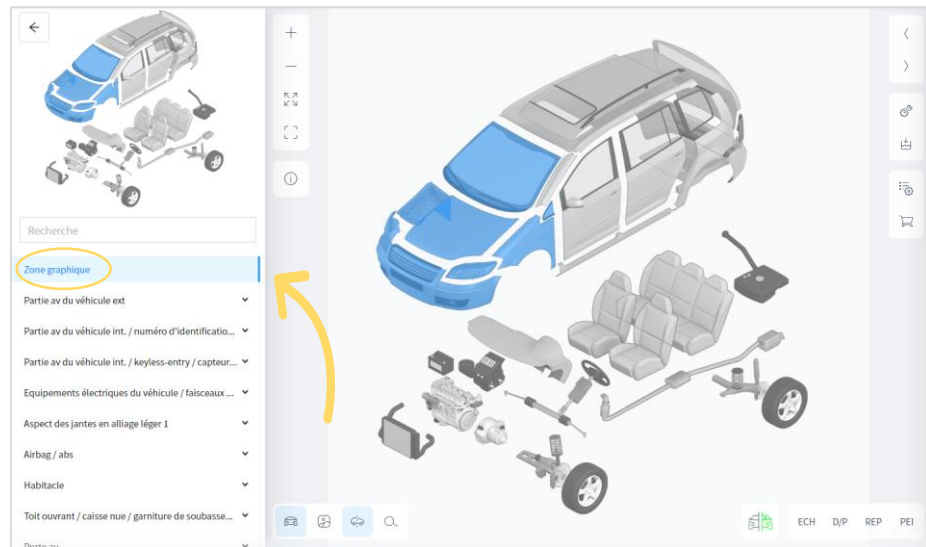 Recherche
Zone graphique
Partie av du véhicule ext
Partie av du véhicule int. / numéro d'identificatio...
Partie av du véhicule int. / keyless-entry / capteur...
Equipements électriques du véhicule / faisceaux ...
Aspect des jantes en alliage léger 1
Airbag / abs
Habitacle
Toit ouvrant / caisse nue / garniture de soubasse...
Porte av
ECH D/P REP PEI